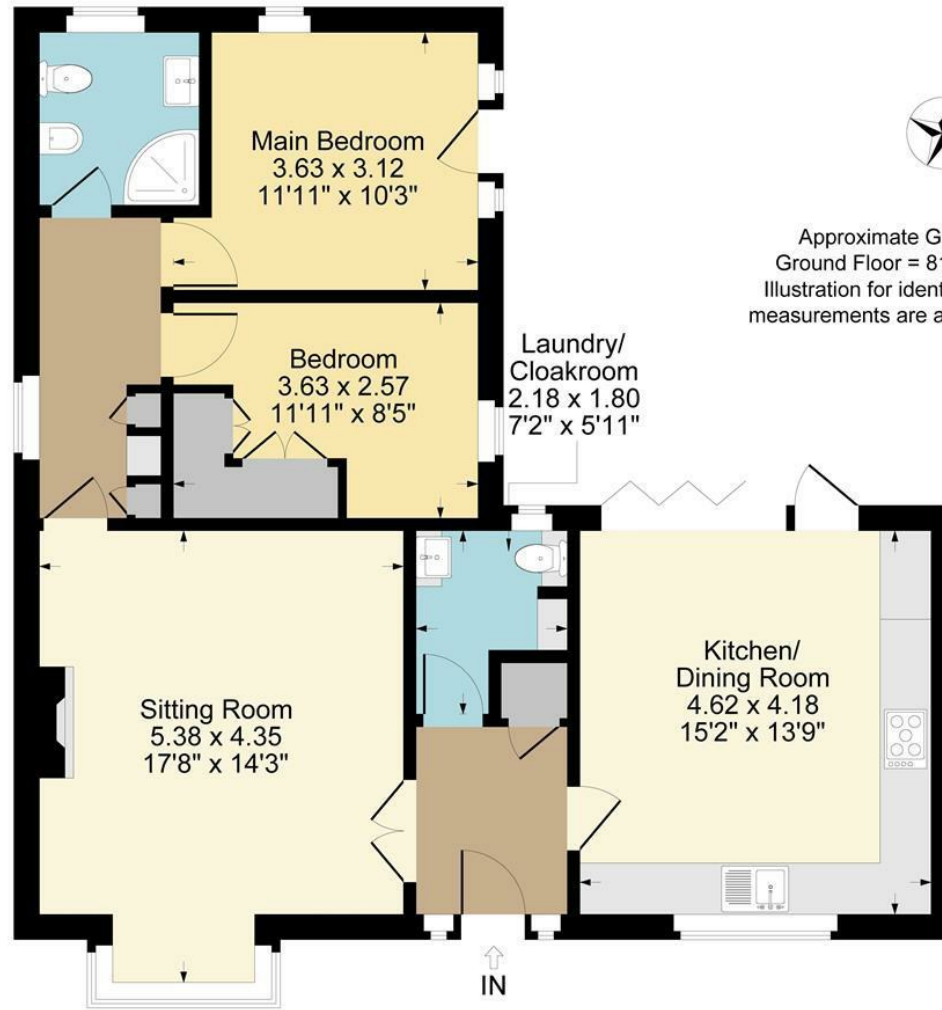 Main Bedroom
3.63 x 3.12
11'11" x 10'3"
Approximate
Ground Floor =
Illustration for
measurements are
Laundry/
Cloakroom
2.18 x 1.80
7'2" x 5'11"
Bedroom
3.63 x 2.57
11'11" x 8'5"
Kitchen/
Dining Room
4.62 x 4.18
15'2" x 13'9"
Sitting Room
5.38 x 4.35
17'8" x 14'3"
IN